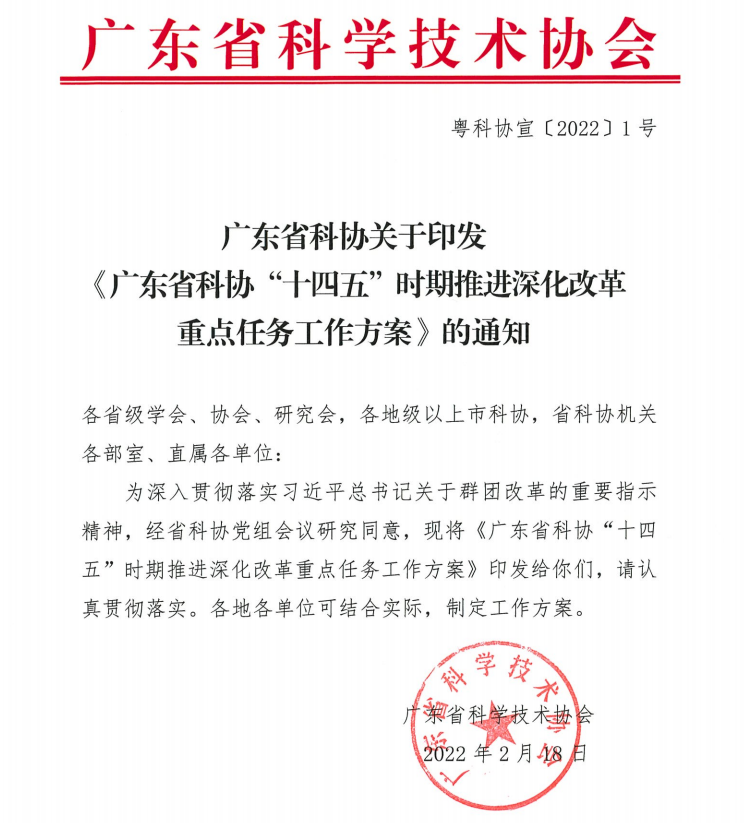 广东省科学技术协会
粤科协宣〔2022〕1号
广东省科协关于印发
《广东省科协“十四五”时期推进深化改革
重点任务工作方案》的通知
各省级学会、协会、研究会，各地级以上市科协，省科协机关
各部室、直属各单位：
为深入贯彻落实习近平总书记关于群团改革的重要指示
精神，经省科协党组会议研究同意，现将《广东省科协“十四
五”时期推进深化改革重点任务工作方案》印发给你们，请认
真贯彻落实。各地各单位可结合实际，制定工作方案。
广东省科学技术协会
2022年2月18日
广东省科学技术协会